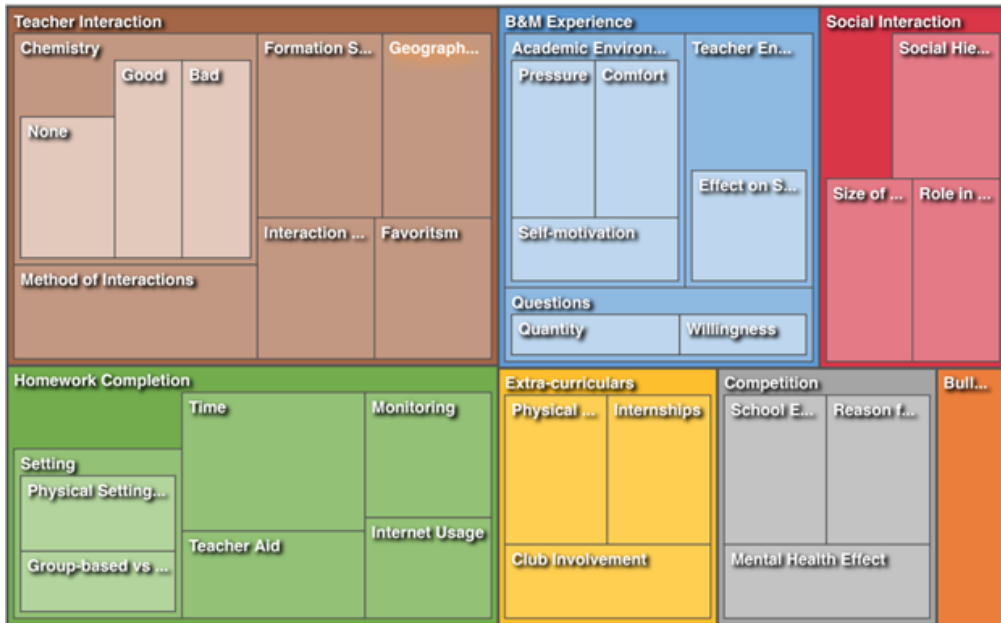 Teacher Interaction
Chemistry
None
Good
Bad
Formation S...
Geograph...
Interaction ...
Favoritsm
Method of Interactions
B&M Experience
Academic Environ...
Pressure
Comfort
Self-motivation
Teacher En...
Effect on S...
Questions
Quantity
Willingness
Social Interaction
Social Hie...
Size of ...
Role in ...
Homework Completion
Setting
Physical Setting...
Group-based vs ...
Time
Monitoring
Teacher Aid
Internet Usage
Extra-curriculars
Physical ...
Internships
Club Involvement
Competition
School E...
Reason f...
Mental Health Effect
Bull...